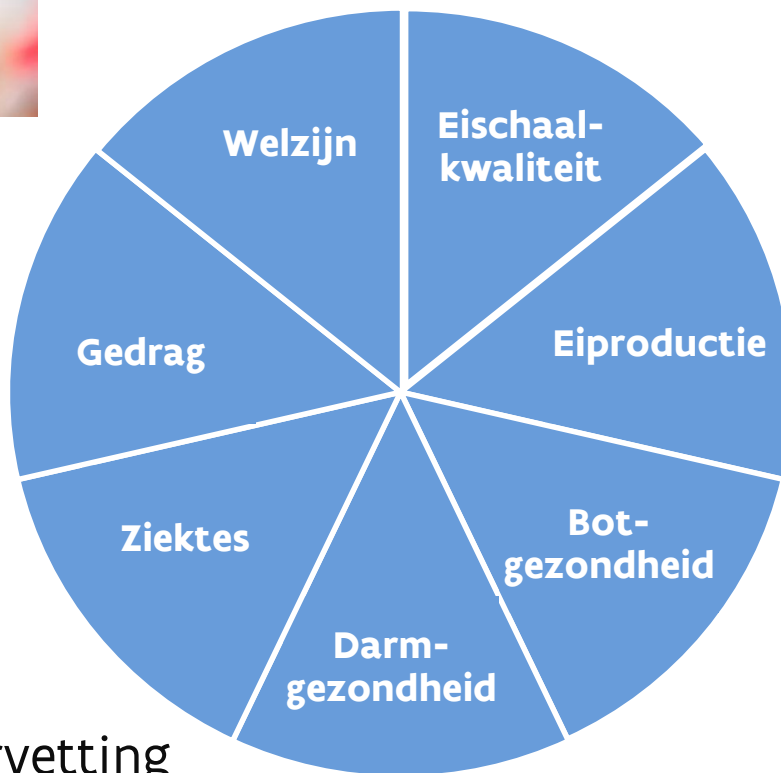 Welzijn
Eischaal-
kwaliteit
Gedrag
Eiproductie
Ziektes
Bot-
gezondheid
Darm-
gezondheid